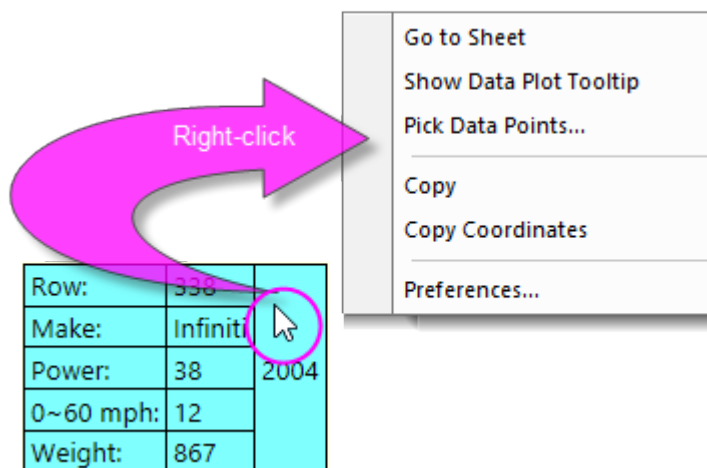 Go to Sheet
Show Data Plot Tooltip
Pick Data Points...
Copy
Copy Coordinates
Preferences...
Right-click
Row: 338
Make: Infiniti
Power: 38 2004
0~60 mph: 12
Weight: 867